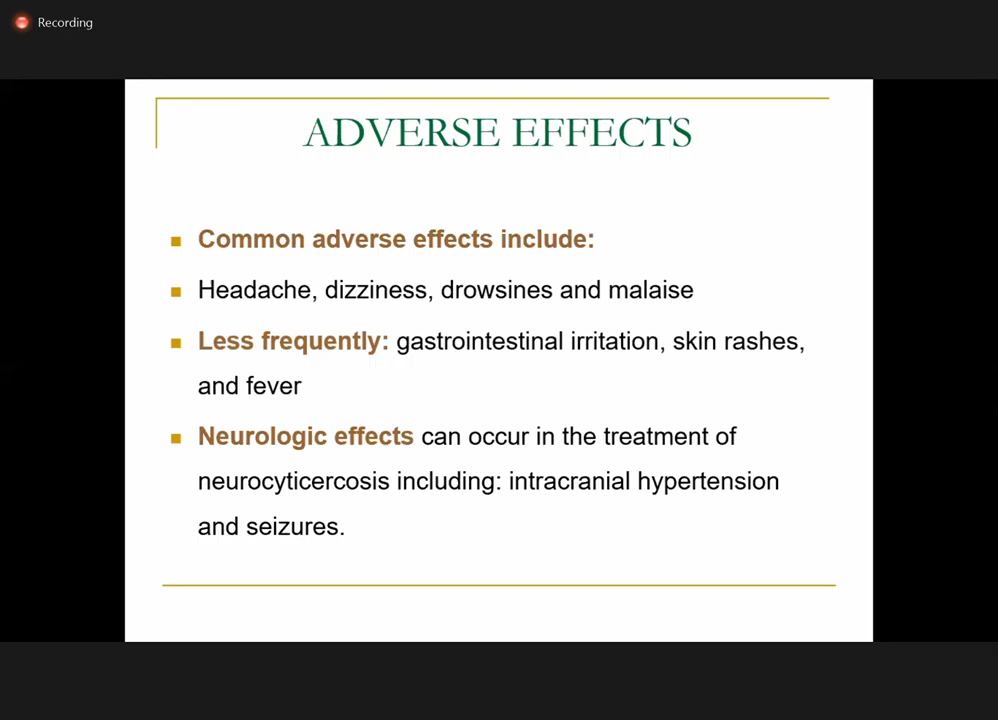 Recording
ADVERSE EFFECTS
Common adverse effects include:
Headache, dizziness, drowsines and malaise
Less frequently: gastrointestinal irritation, skin rashes,
and fever
Neurologic effects can occur in the treatment of
neurocyticercosis including: intracranial hypertension
and seizures.